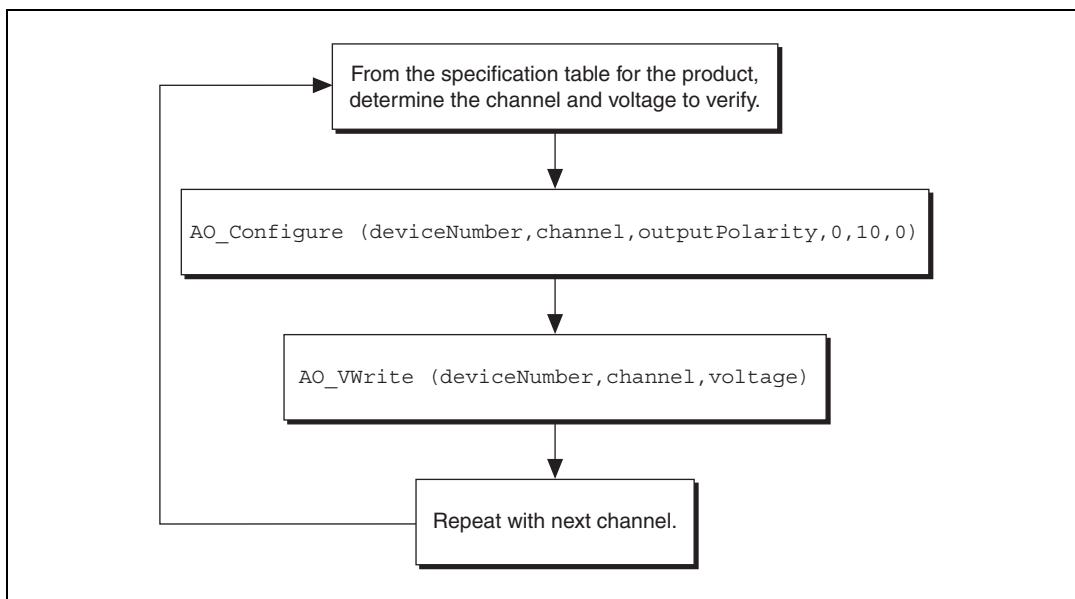 From the specification table for the product,
determine the channel and voltage to verify.
AO_Configure (deviceNumber,channel,outputPolarity,0,10,0)
AO_VWrite (deviceNumber,channel,voltage)
Repeat with next channel.